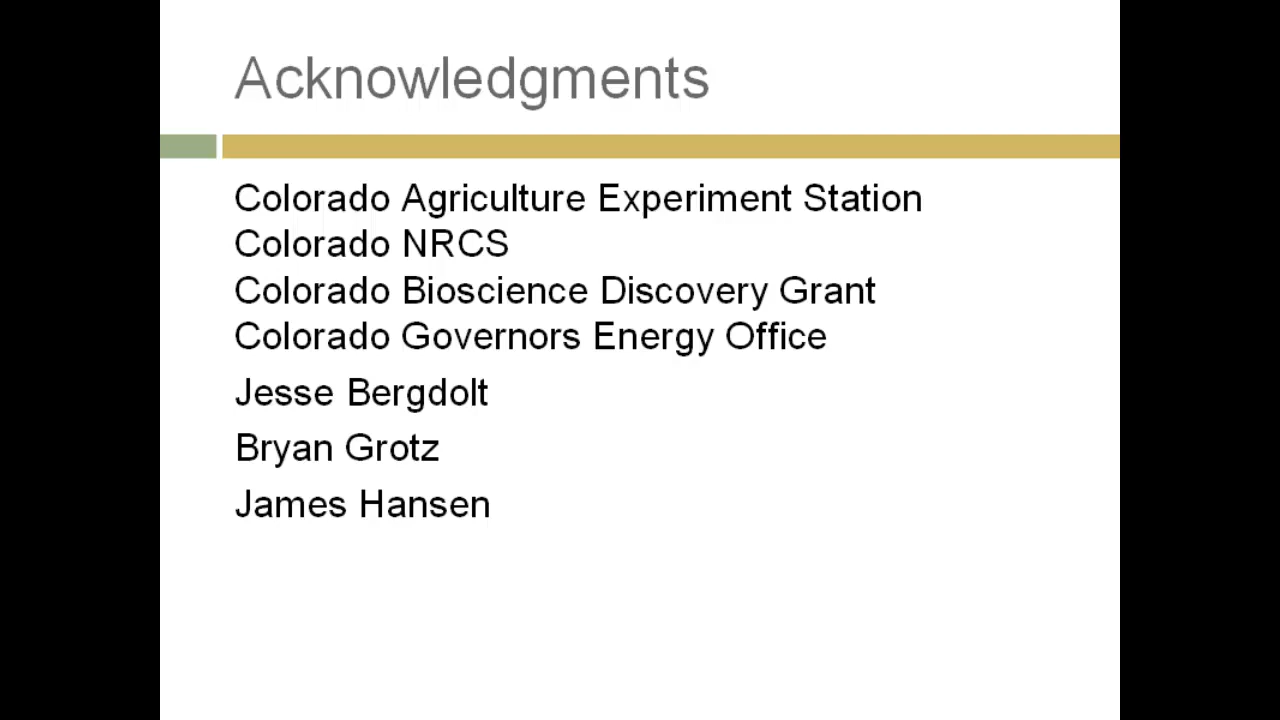 Acknowledgments
Colorado Agriculture Experiment Station
Colorado NRCS
Colorado Bioscience Discovery Grant
Colorado Governors Energy Office
Jesse Bergdolt
Bryan Grotz
James Hansen